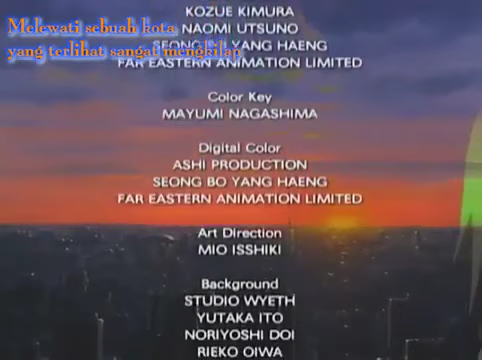 KOZUE KIMURA
Melewati sebuah kota
NAOMI UTSUNO
yang terlihat sangat mengkilap
SEONG BO YANG HAENG
FAR EASTERN ANIMATION LIMITED
Color Key
MAYUMI NAGASHIMA
Digital Color
ASHI PRODUCTION
SEONG BO YANG HAENG
FAR EASTERN ANIMATION LIMITED
Art Direction
MIO ISSHIKI
Background
STUDIO WYETH
YUTAKA ITO
NORIYOSHI DOI
RIEKO OIWA